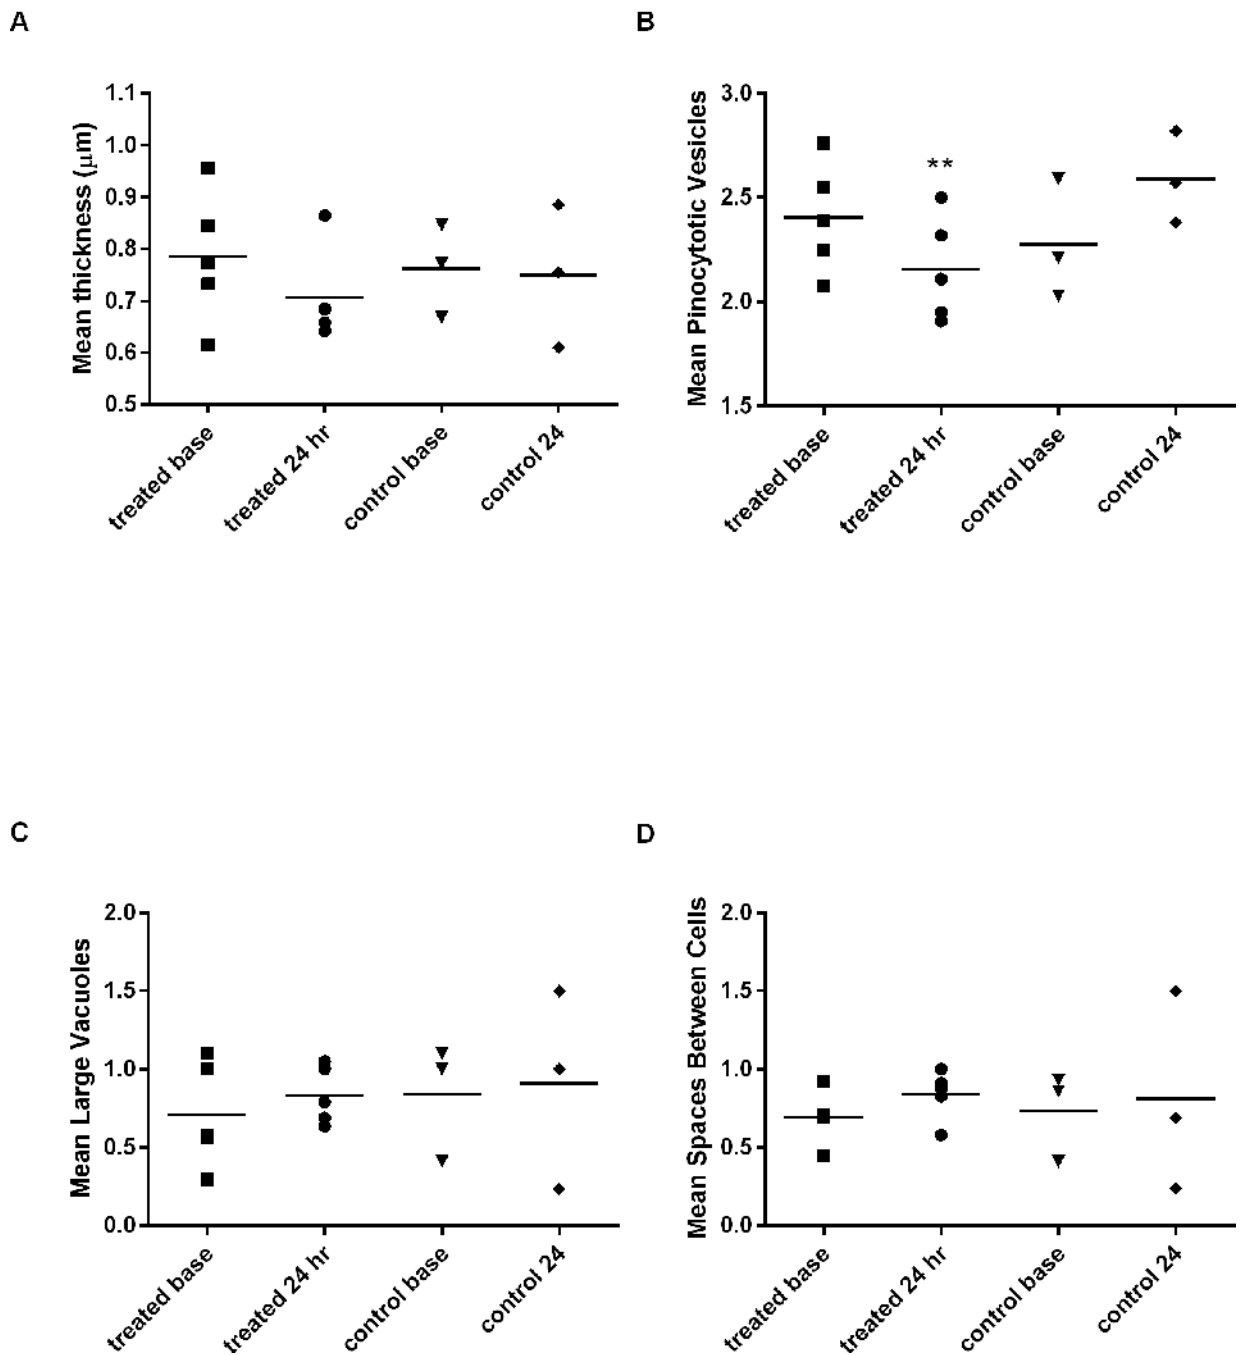 A
Mean thickness (μm)
1.1
1.0
0.9
0.8
0.7
0.6
0.5
treated base
treated 24 hr
control base
control 24
B
Mean Pinocytotic Vesicles
3.0
2.5
2.0
1.5
**
treated base
treated 24 hr
control base
control 24
C
Mean Large Vacuoles
2.0
1.5
1.0
0.5
0.0
treated base
treated 24 hr
control base
control 24
D
Mean Spaces Between Cells
2.0
1.5
1.0
0.5
0.0
treated base
treated 24 hr
control base
control 24